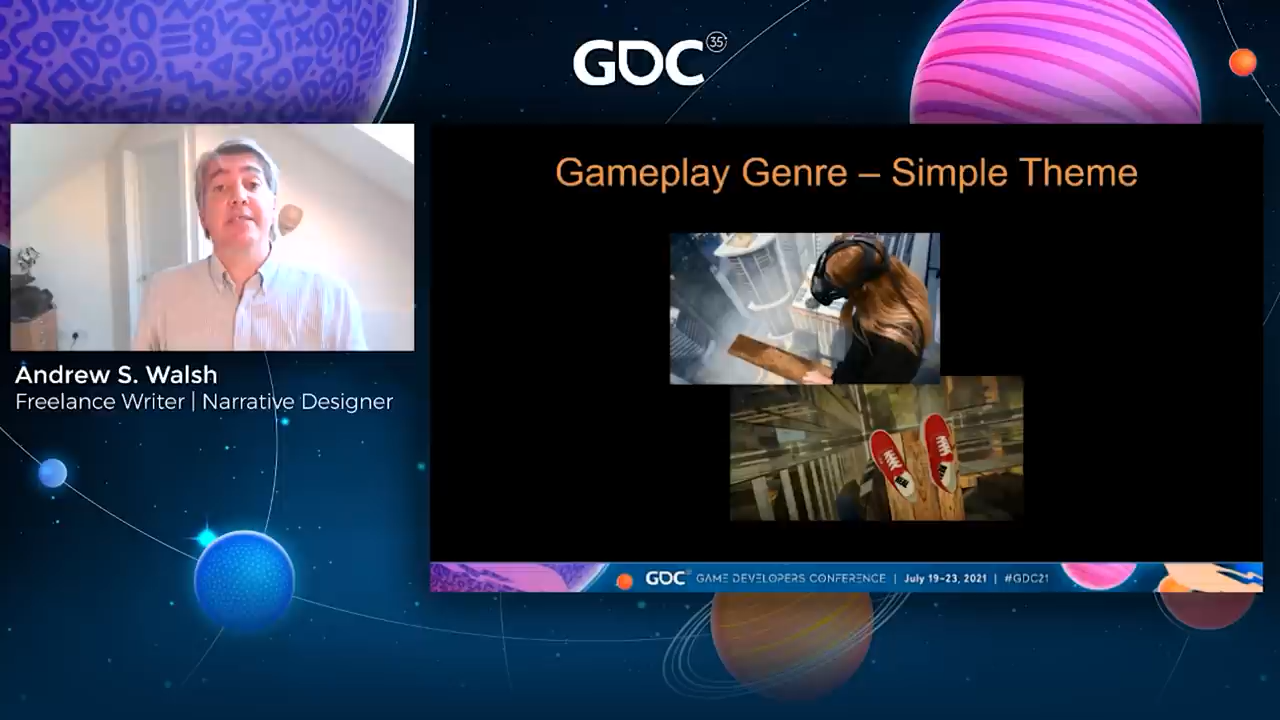 GDC 35
Gameplay Genre – Simple Theme
Andrew S. Walsh
Freelance Writer | Narrative Designer
GDC GAME DEVELOPERS CONFERENCE | July 19-23, 2021 | #GDC21